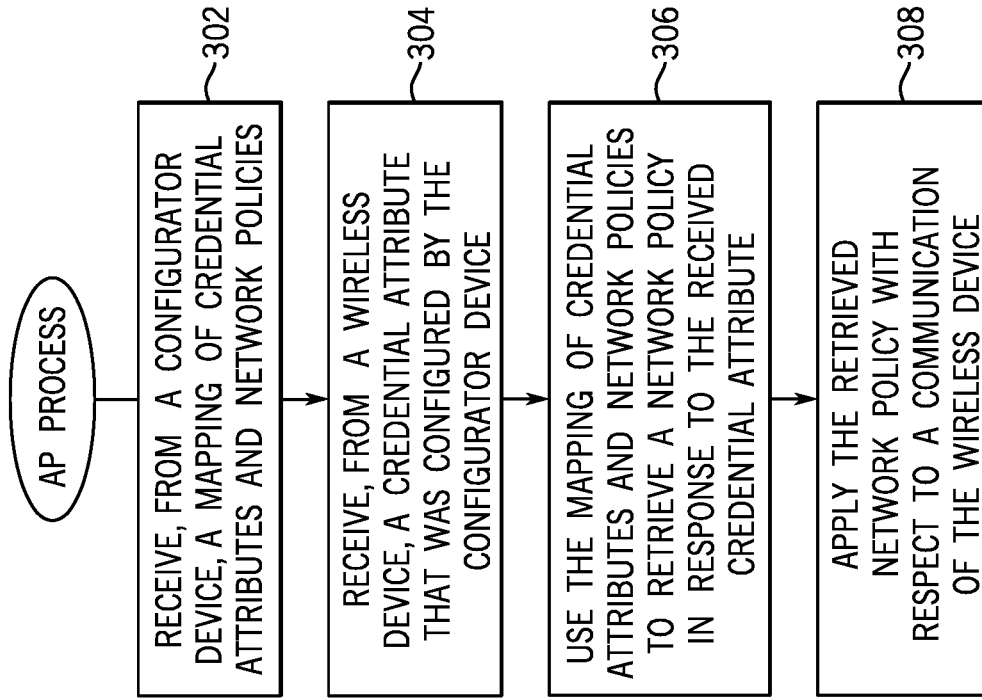 AP PROCESS
RECEIVE, FROM A CONFIGURATOR
DEVICE, A MAPPING OF CREDENTIAL
ATTRIBUTES AND NETWORK POLICIES
302
RECEIVE, FROM A WIRELESS
DEVICE, A CREDENTIAL ATTRIBUTE
THAT WAS CONFIGURED BY THE
CONFIGURATOR DEVICE
304
USE THE MAPPING OF CREDENTIAL
ATTRIBUTES AND NETWORK POLICIES
TO RETRIEVE A NETWORK POLICY
IN RESPONSE TO THE RECEIVED
CREDENTIAL ATTRIBUTE
306
APPLY THE RETRIEVED
NETWORK POLICY WITH
RESPECT TO A COMMUNICATION
OF THE WIRELESS DEVICE
308